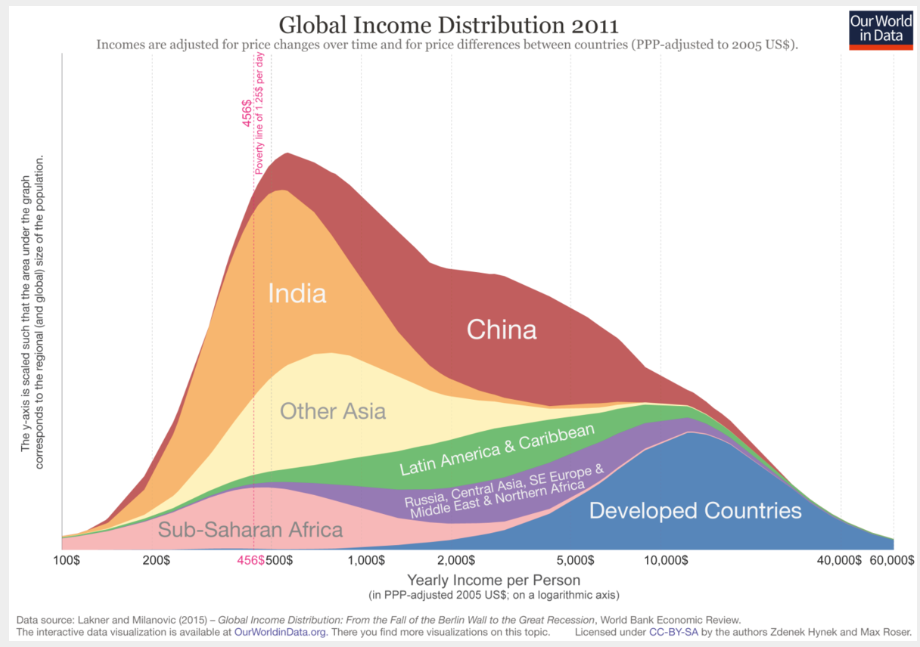 Global Income Distribution 2011
Incomes are adjusted for price changes over time and for price differences between countries (PPP-adjusted to 2005 US$).
Our World
in Data
The y-axis is scaled such that the area under the graph
corresponds to the regional (and global) size of the population.
456$
Poverty line of 1.25$ per day
India
China
Other Asia
Latin America & Caribbean
Russia, Central Asia, SE Europe &
Middle East & Northern Africa
Sub-Saharan Africa
Developed Countries
100$ 200$ 456$ 500$ 1,000$ 2,000$ 5,000$ 10,000$ 40,000$ 60,000$
Yearly Income per Person
(in PPP-adjusted 2005 US$; on a logarithmic axis)
Data source: Lakner and Milanovic (2015) – Global Income Distribution: From the Fall of the Berlin Wall to the Great Recession, World Bank Economic Review.
The interactive data visualization is available at OurWorldinData.org. There you find more visualizations on this topic. Licensed under CC-BY-SA by the authors Zdenek Hynek and Max Roser.